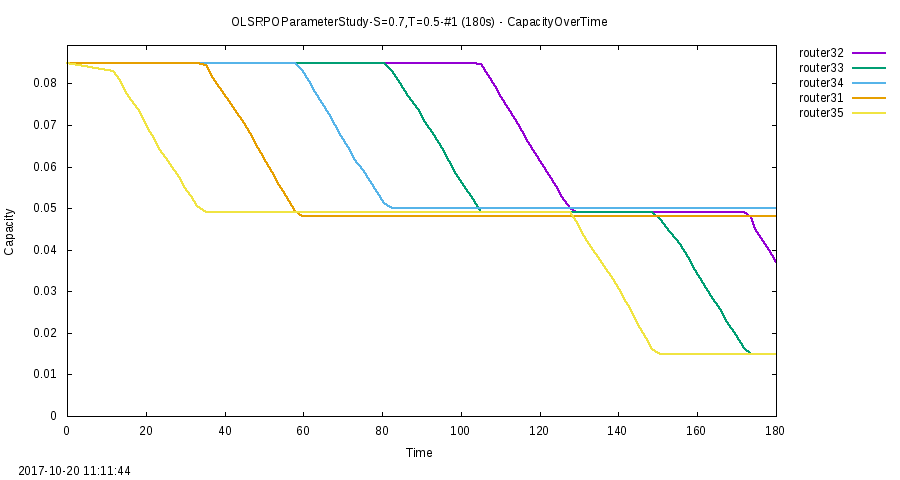 OLSRPOParameterStudy-S=0.7,T=0.5-#1 (180s) - CapacityOverTime
router32
router33
router34
router31
router35
0.08
0.07
0.06
0.05
0.04
0.03
0.02
0.01
0
Capacity
0 20 40 60 80 100 120 140 160 180
Time
2017-10-20 11:11:44